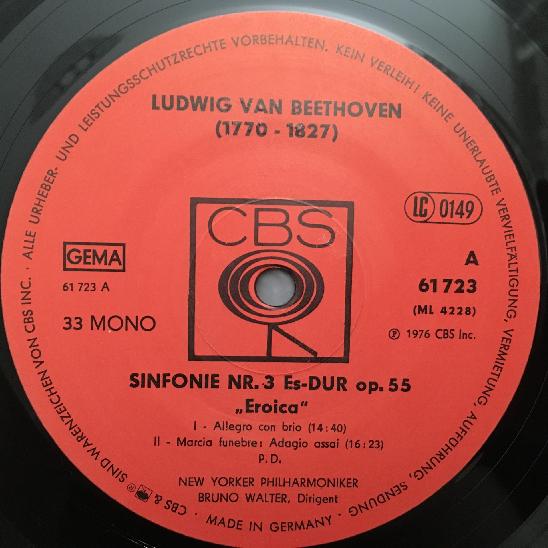 · ALLE URHEBER- UND LEISTUNGSSCHUTZRECHTE VORBEHALTEN. KEIN VERLEIH! KEINE UNERLAUBTE VERVIELFÄLTIGUNG, VERMIETUNG, AUFFÜHRUNG, SENDUNG
LUDWIG VAN BEETHOVEN
(1770 - 1827)
CBS
LC 0149
GEMA
A
61 723 A
61 723
(ML 4228)
33 MONO
℗ 1976 CBS Inc.
SINFONIE NR. 3 Es-DUR op. 55
„Eroica“
I - Allegro con brio (14:40)
II - Marcia funebre: Adagio assai (16:23)
P. D.
NEW YORKER PHILHARMONIKER
BRUNO WALTER, Dirigent
® CBS & SIND WARENZEICHEN VON CBS INC.
· MADE IN GERMANY ·